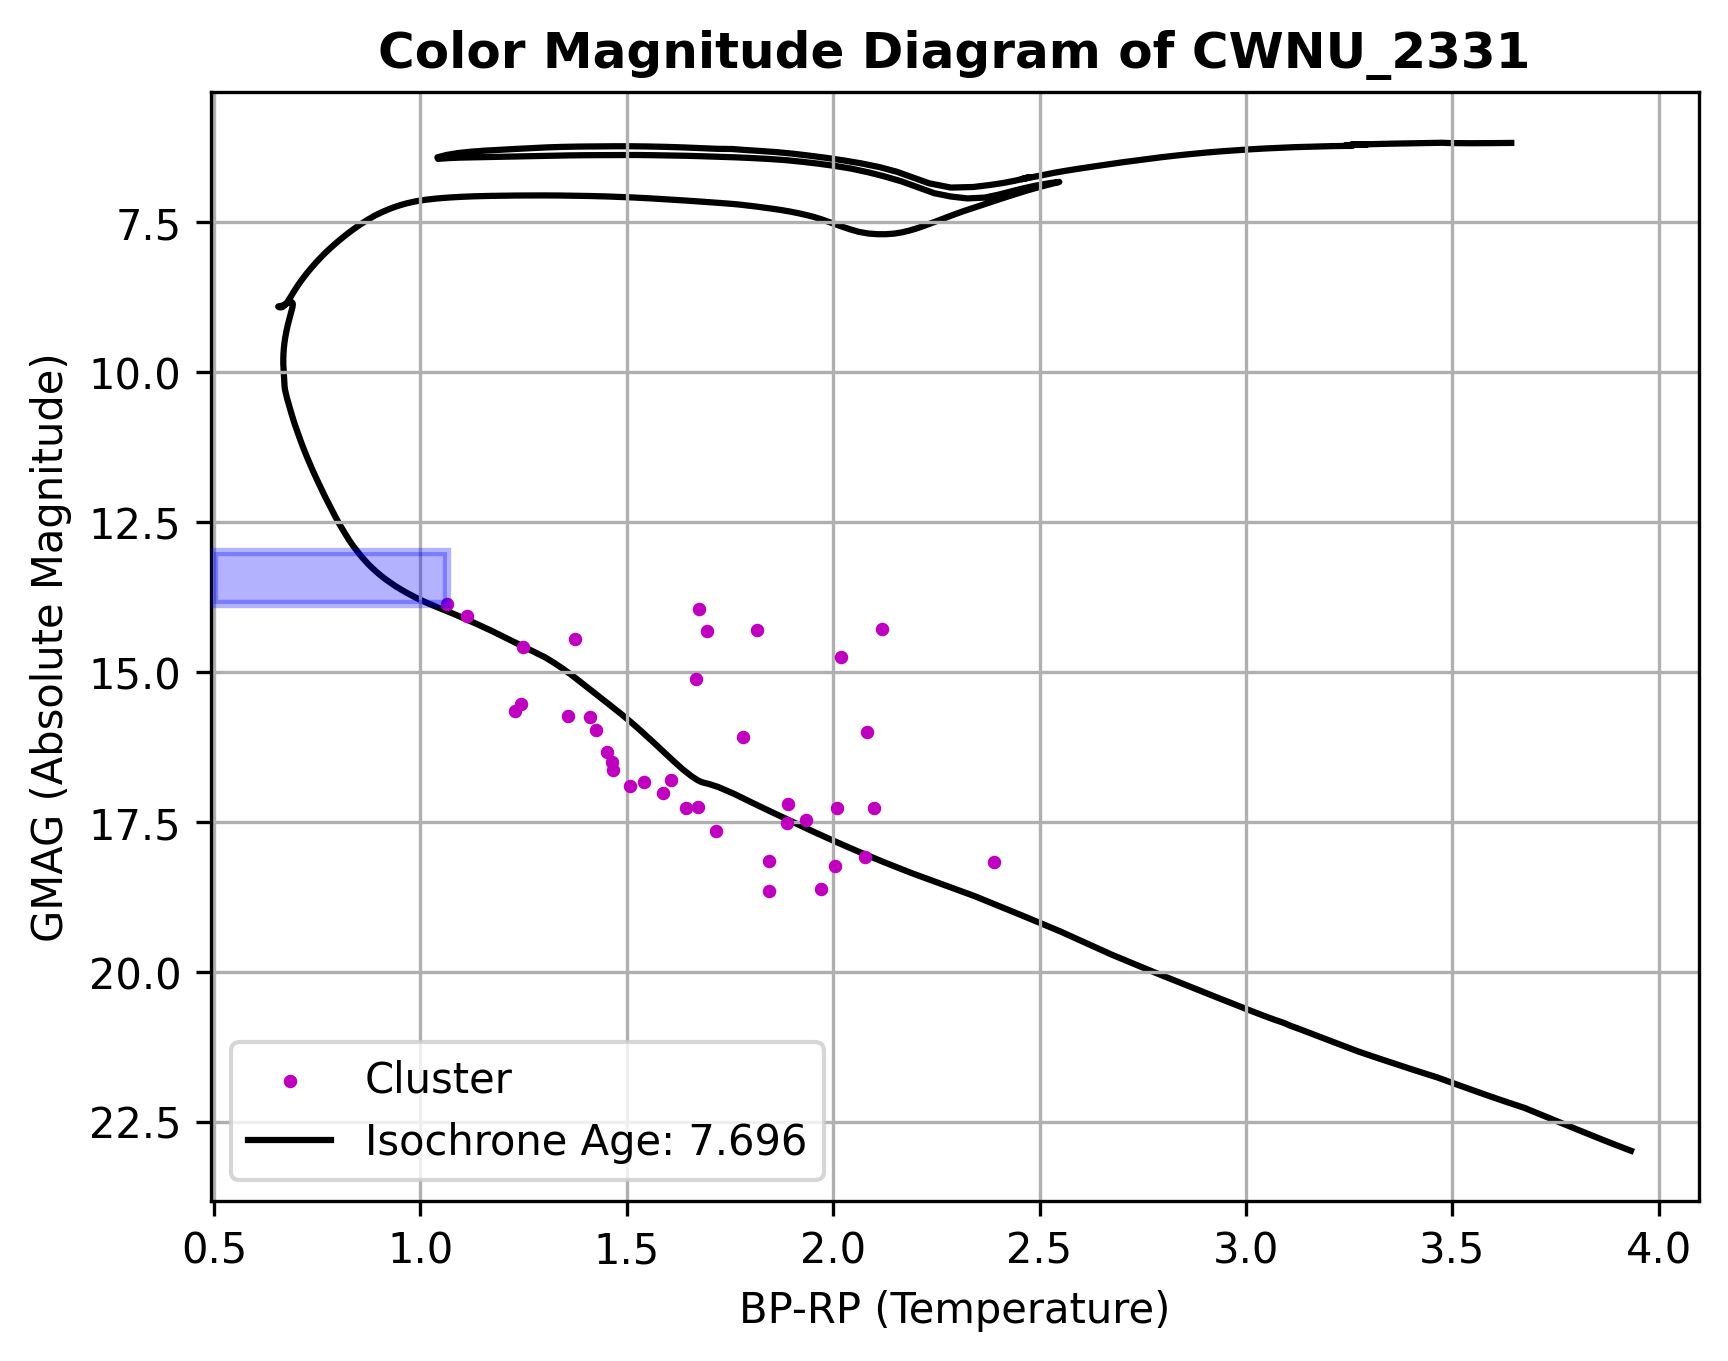 Color Magnitude Diagram of CWNU_2331
GMAG (Absolute Magnitude)
7.5
10.0
12.5
15.0
17.5
20.0
22.5
Cluster
Isochrone Age: 7.696
0.5 1.0 1.5 2.0 2.5 3.0 3.5 4.0
BP-RP (Temperature)